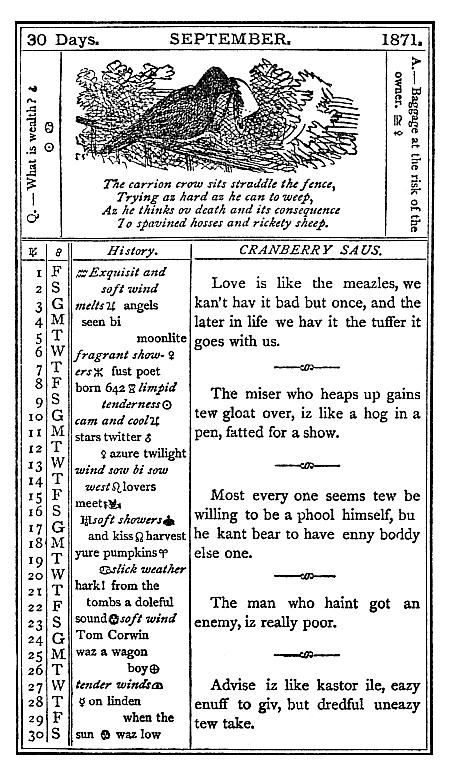 30 Days. SEPTEMBER. 1871.
Q.— What is wealth?
A.— Baggage at the risk of the
owner.
The carrion crow sits straddle the fence,
Trying az hard az he can to weep,
Az he thinks ov death and its consequence
To spavined hosses and rickety sheep.
History.
1 F Exquisit and
2 S soft wind
3 G melts angels
4 M seen bi
5 T moonlite
6 W fragrant show-
7 T ers fust poet
8 F born 642 limpid
9 S tenderness
10 G cam and cool
11 M stars twitter
12 T azure twilight
13 W wind sow bi sow
14 T west lovers
15 F meet
16 S soft showers
17 G and kiss harvest
18 M yure pumpkins
19 T slick weather
20 W hark! from the
21 T tombs a doleful
22 F sound soft wind
23 S Tom Corwin
24 G waz a wagon
25 M boy
26 T tender winds
27 W on linden
28 T when the
29 F sun waz low
30 S
CRANBERRY SAUS.
Love is like the meazles, we
kan't hav it bad but once, and the
later in life we hav it the tuffer it
goes with us.
The miser who heaps up gains
tew gloat over, iz like a hog in a
pen, fatted for a show.
Most every one seems tew be
willing to be a phool himself, bu
he kant bear to have enny boddy
else one.
The man who haint got an
enemy, iz really poor.
Advise iz like kastor ile, eazy
enuff to giv, but dredful uneazy
tew take.